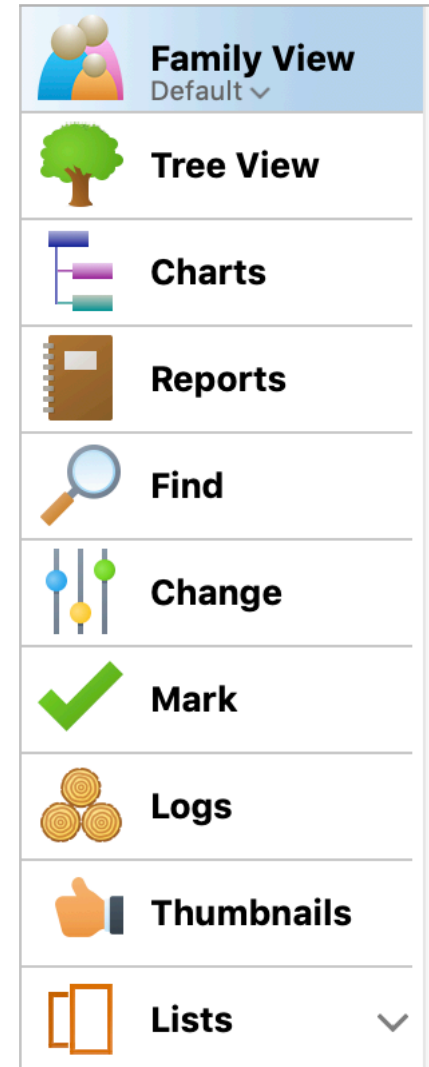 Family View
Default
Tree View
Charts
Reports
Find
Change
Mark
Logs
Thumbnails
Lists